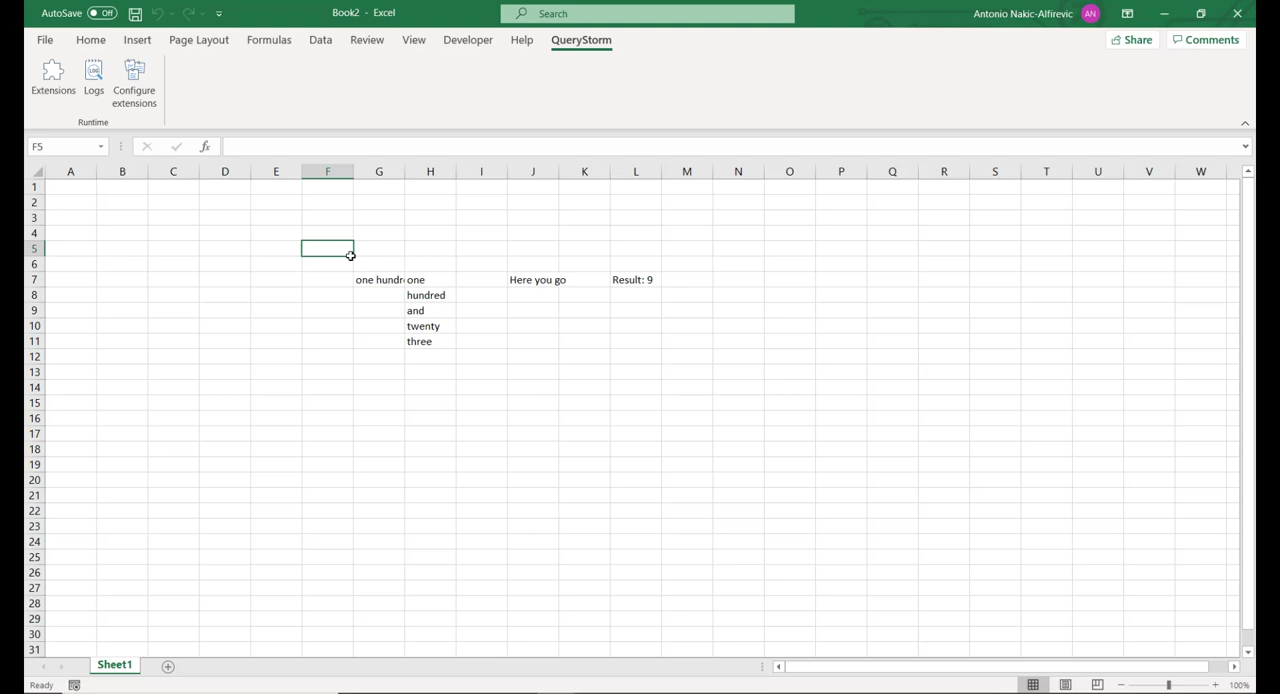 AutoSave Off Book2 - Excel Search Antonio Nakic-Alfirevic AN
File Home Insert Page Layout Formulas Data Review View Developer Help QueryStorm Share Comments
Extensions Logs Configure extensions
Runtime
F5 fx
A B C D E F G H I J K L M N O P Q R S T U V W
1
2
3
4
5
6
7 one hundr one Here you go Result: 9
8 hundred
9 and
10 twenty
11 three
12
13
14
15
16
17
18
19
20
21
22
23
24
25
26
27
28
29
30
31
Sheet1
Ready 100%